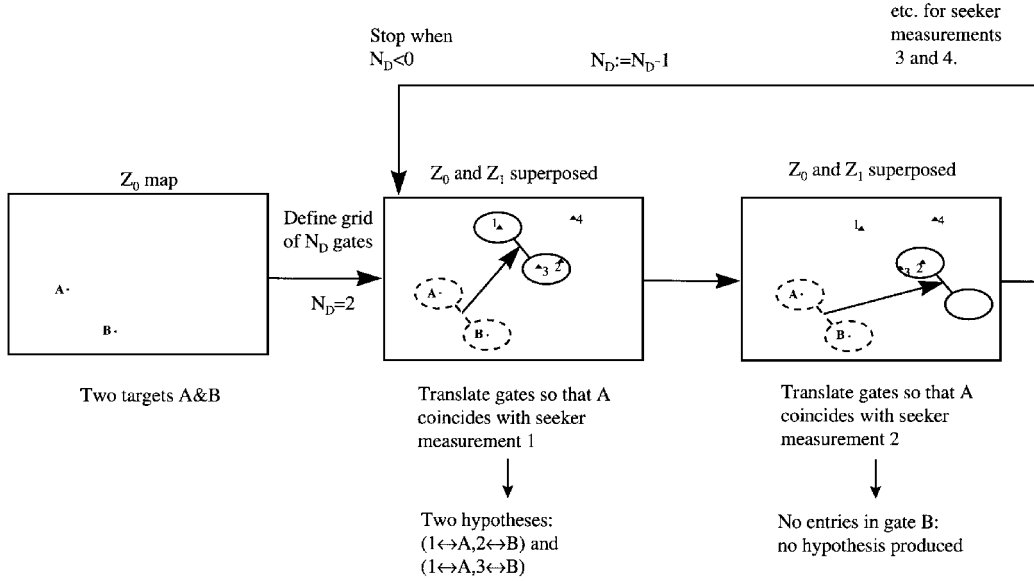 etc. for seeker
measurements
3 and 4.
Stop when
N_D<0
N_D:=N_D-1
Z_0 map
Z_0 and Z_1 superposed
Z_0 and Z_1 superposed
Define grid
of N_D gates
N_D=2
A
B
1
4
3 2
A
B
1
4
3 2
A
B
Two targets A&B
Translate gates so that A
coincides with seeker
measurement 1
Translate gates so that A
coincides with seeker
measurement 2
Two hypotheses:
(1↔A,2↔B) and
(1↔A,3↔B)
No entries in gate B:
no hypothesis produced